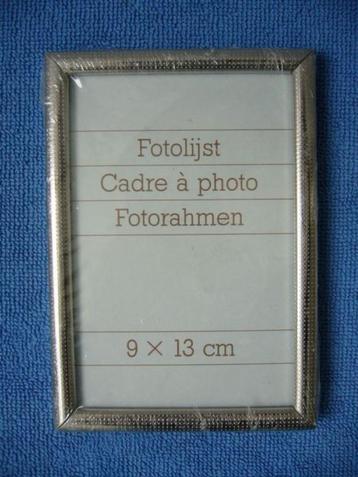 Fotolijst
Cadre à photo
Fotorahmen
9 × 13 cm